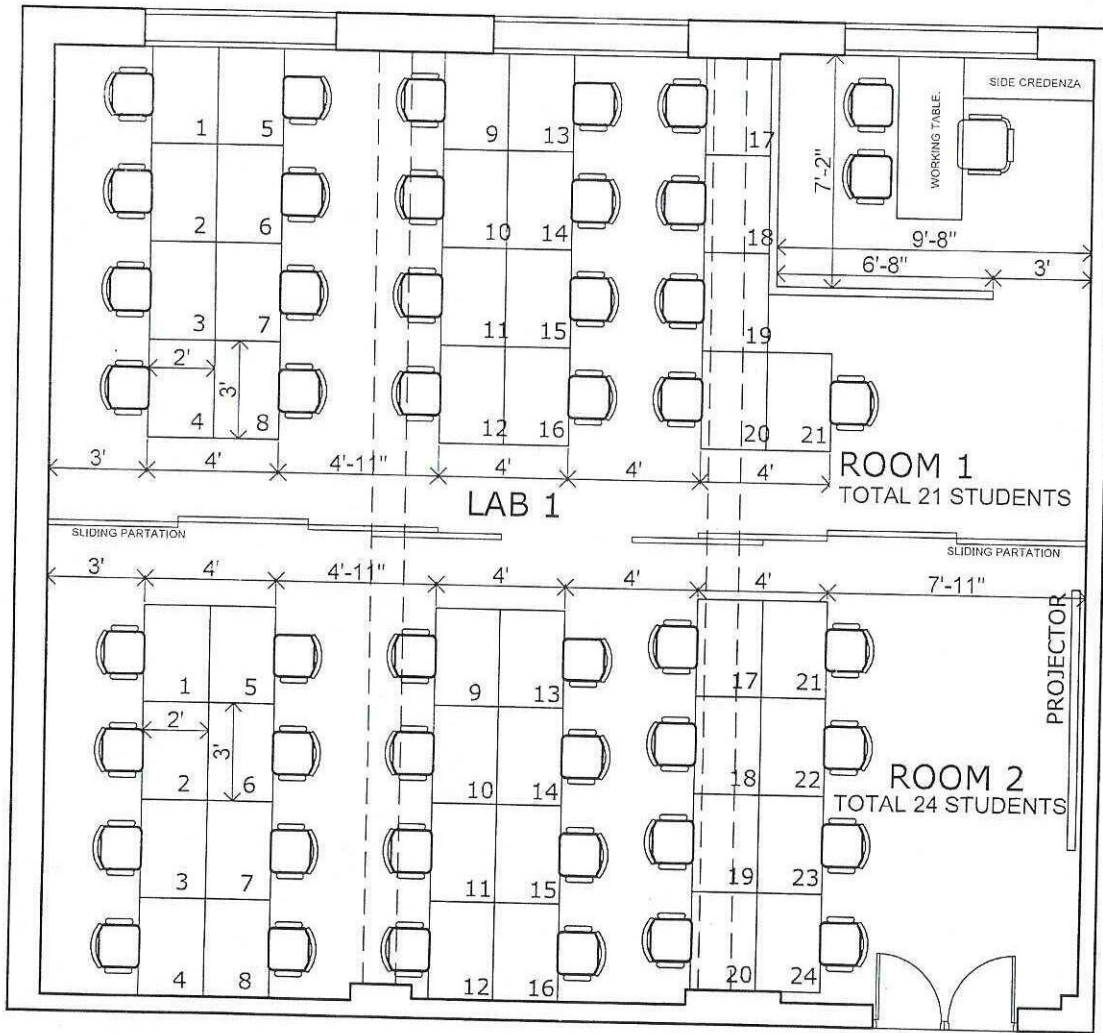 SIDE CREDENZA
WORKING TABLE.
1 5 9 13 17
7'-2"
2 6 10 14 18
9'-8"
6'-8" 3'
3 7 11 15 19
2'
3'
4 8 12 16 20 21
3' 4' 4'-11" 4' 4' 4'
ROOM 1
TOTAL 21 STUDENTS
LAB 1
SLIDING PARTATION
SLIDING PARTATION
3' 4' 4'-11" 4' 4' 4' 7'-11"
PROJECTOR
1 5 9 13 17 21
2'
3'
2 6 10 14 18 22
ROOM 2
TOTAL 24 STUDENTS
3 7 11 15 19 23
4 8 12 16 20 24